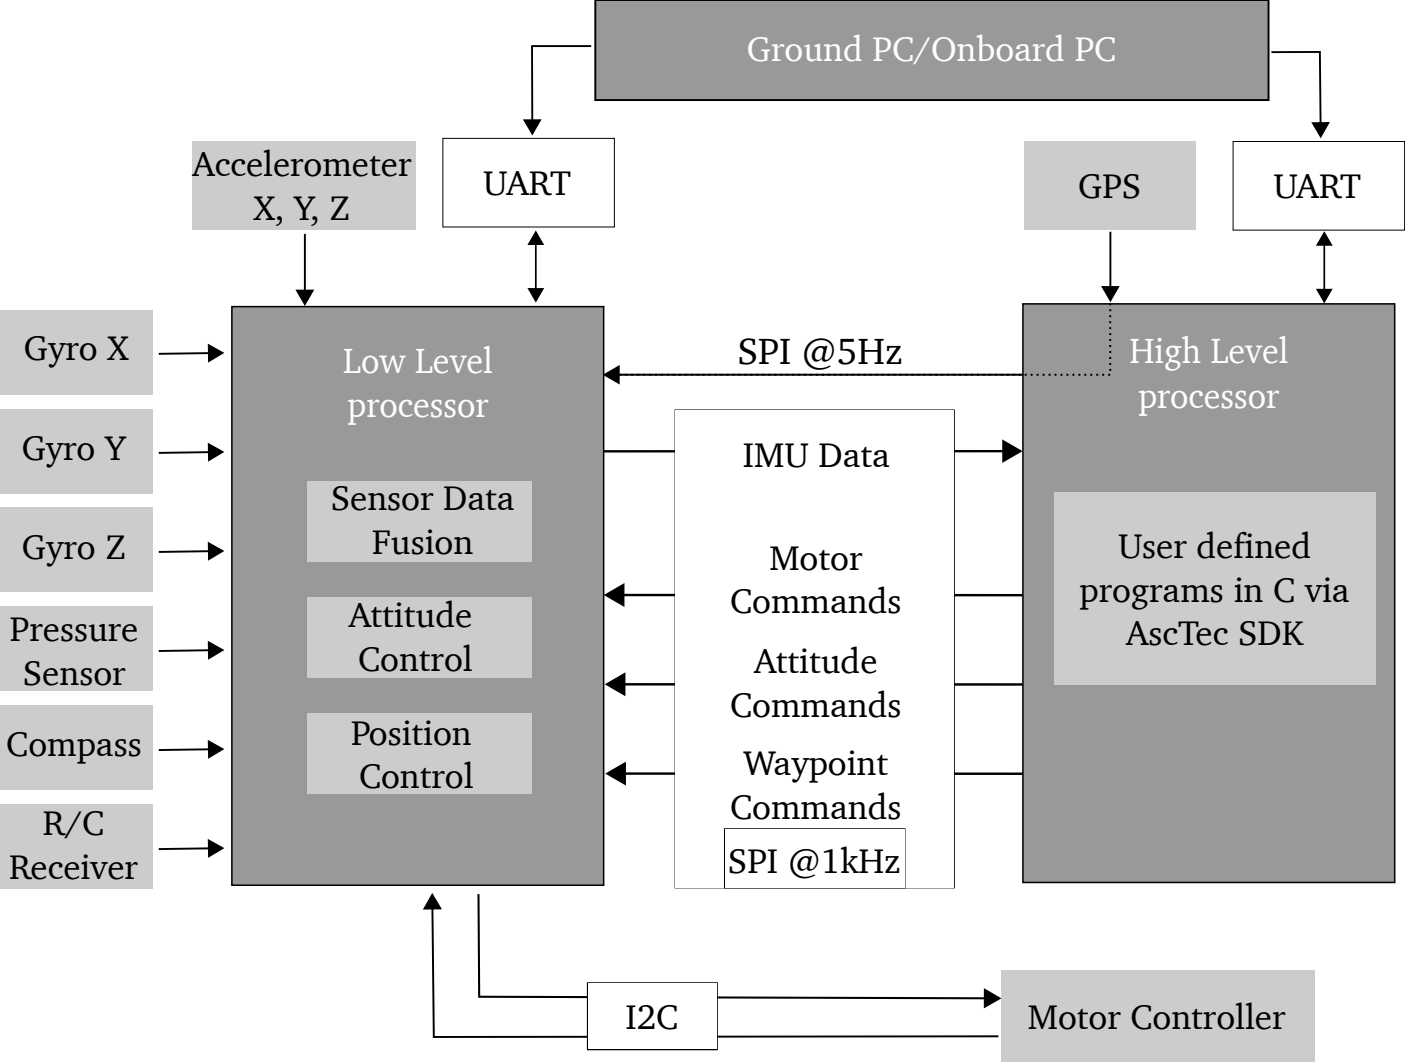 Ground PC/Onboard PC
Accelerometer
X, Y, Z
UART
GPS
UART
Gyro X
Gyro Y
Gyro Z
Pressure
Sensor
Compass
R/C
Receiver
Low Level
processor
Sensor Data
Fusion
Attitude
Control
Position
Control
SPI @5Hz
IMU Data
Motor
Commands
Attitude
Commands
Waypoint
Commands
SPI @1kHz
High Level
processor
User defined
programs in C via
AscTec SDK
I2C
Motor Controller